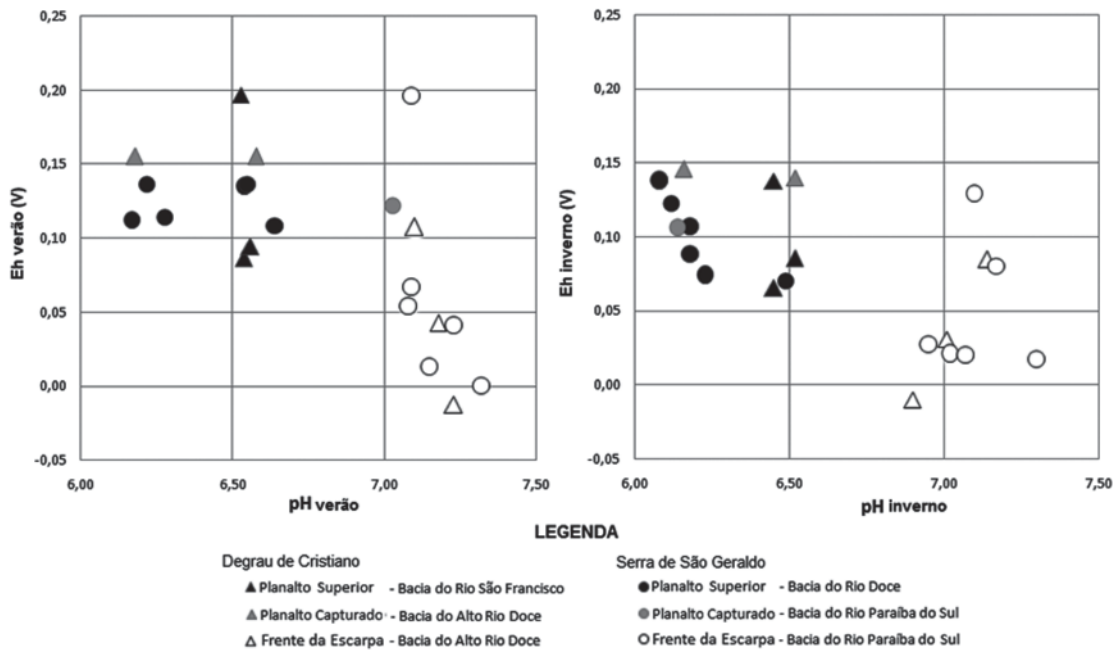 0,25
0,20
0,15
0,10
0,05
0,00
-0,05
Eh verão (V)
6,00 6,50 7,00 7,50
pH verão
0,25
0,20
0,15
0,10
0,05
0,00
-0,05
Eh inverno (V)
6,00 6,50 7,00 7,50
pH inverno
LEGENDA
Degrau de Cristiano
Planalto Superior - Bacia do Rio São Francisco
Planalto Capturado - Bacia do Alto Rio Doce
Frente da Escarpa - Bacia do Alto Rio Doce
Serra de São Geraldo
Planalto Superior - Bacia do Rio Doce
Planalto Capturado - Bacia do Rio Paraíba do Sul
Frente da Escarpa - Bacia do Rio Paraíba do Sul